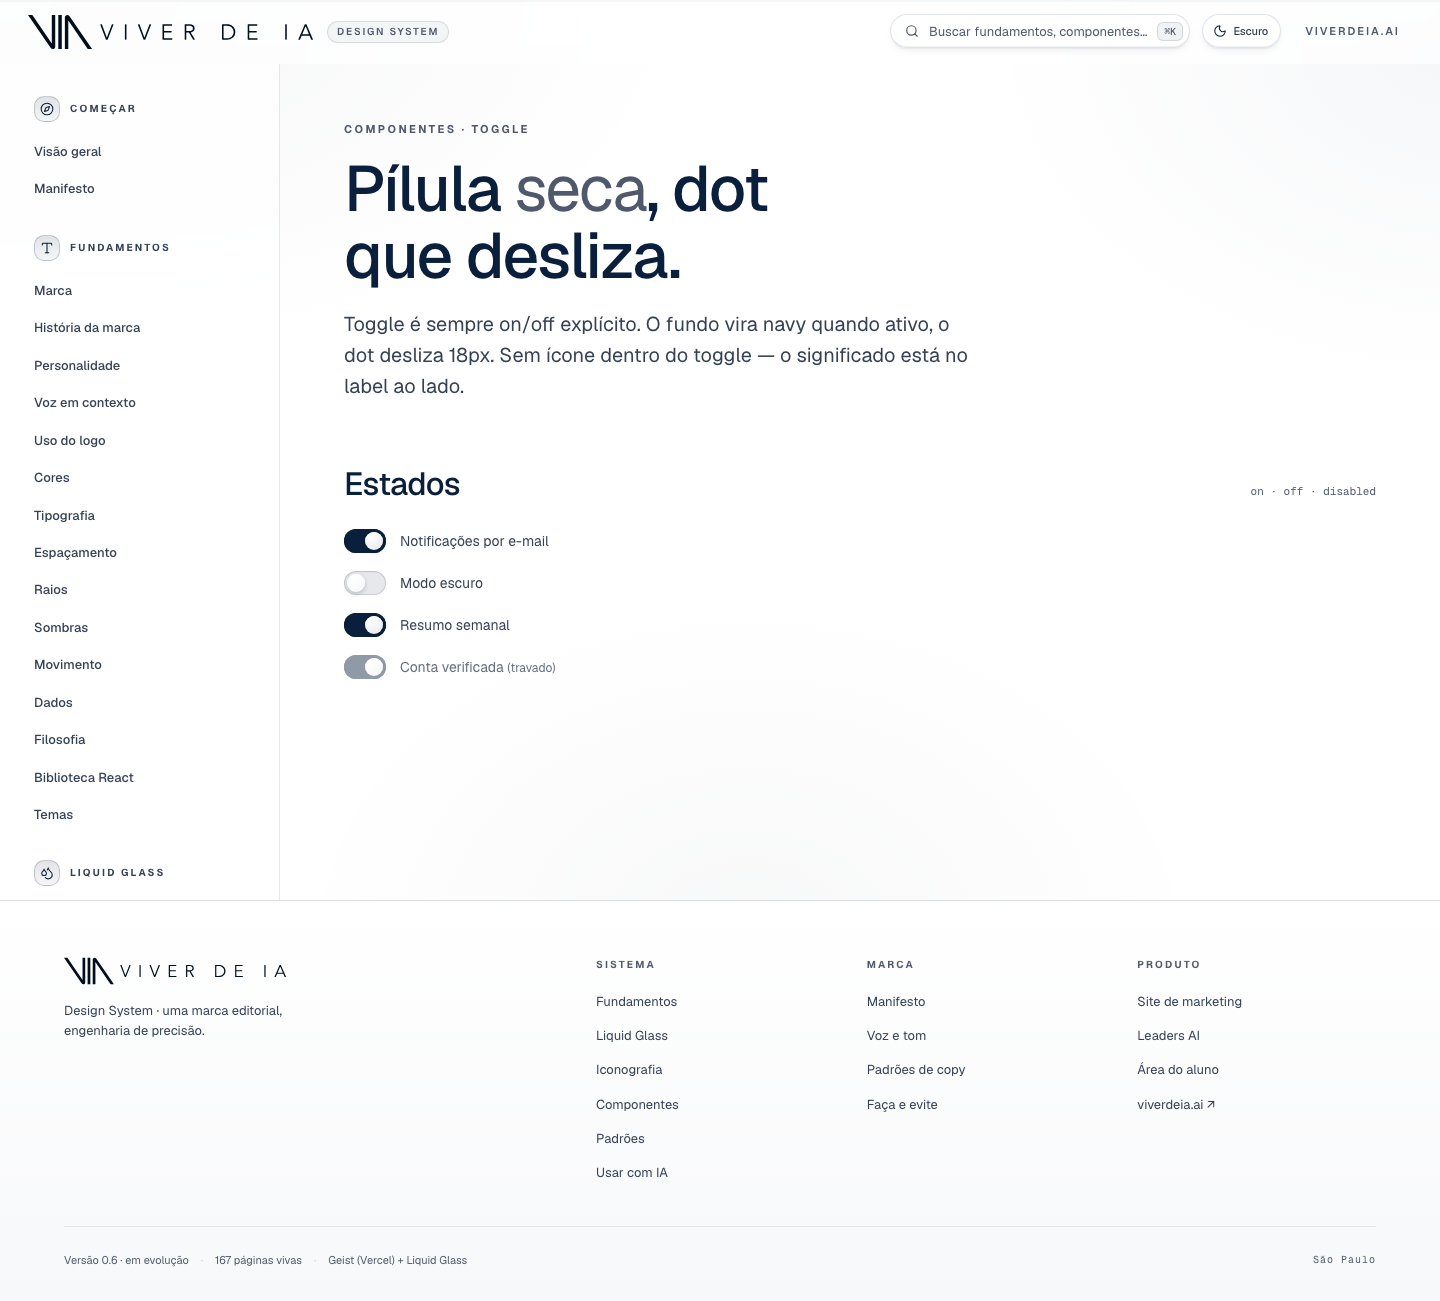 VIVER DE IA
DESIGN SYSTEM
Buscar fundamentos, componentes…
⌘K
Escuro
VIVERDEIA.AI
COMEÇAR
Visão geral
Manifesto
FUNDAMENTOS
Marca
História da marca
Personalidade
Voz em contexto
Uso do logo
Cores
Tipografia
Espaçamento
Raios
Sombras
Movimento
Dados
Filosofia
Biblioteca React
Temas
LIQUID GLASS
COMPONENTES · TOGGLE
Pílula seca, dot
que desliza.
Toggle é sempre on/off explícito. O fundo vira navy quando ativo, o
dot desliza 18px. Sem ícone dentro do toggle — o significado está no
label ao lado.
Estados
on · off · disabled
Notificações por e-mail
Modo escuro
Resumo semanal
Conta verificada (travado)
VIVER DE IA
Design System · uma marca editorial,
engenharia de precisão.
SISTEMA
Fundamentos
Liquid Glass
Iconografia
Componentes
Padrões
Usar com IA
MARCA
Manifesto
Voz e tom
Padrões de copy
Faça e evite
PRODUTO
Site de marketing
Leaders AI
Área do aluno
viverdeia.ai ↗
Versão 0.6 · em evolução · 167 páginas vivas · Geist (Vercel) + Liquid Glass
São Paulo